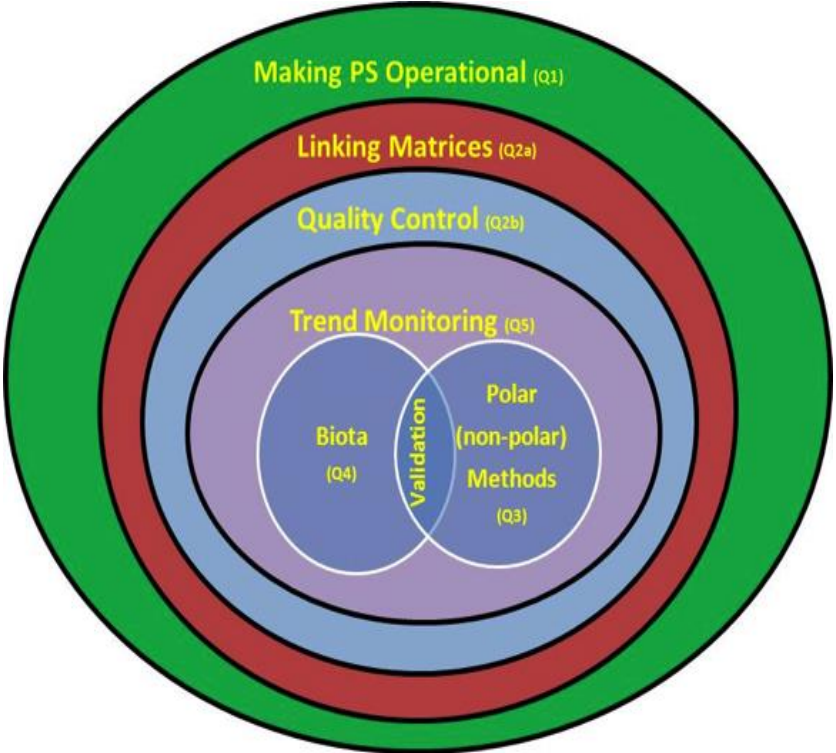 Making PS Operational (Q1)
Linking Matrices (Q2a)
Quality Control (Q2b)
Trend Monitoring (Q5)
Biota
(Q4)
Validation
Polar
(non-polar)
Methods
(Q3)